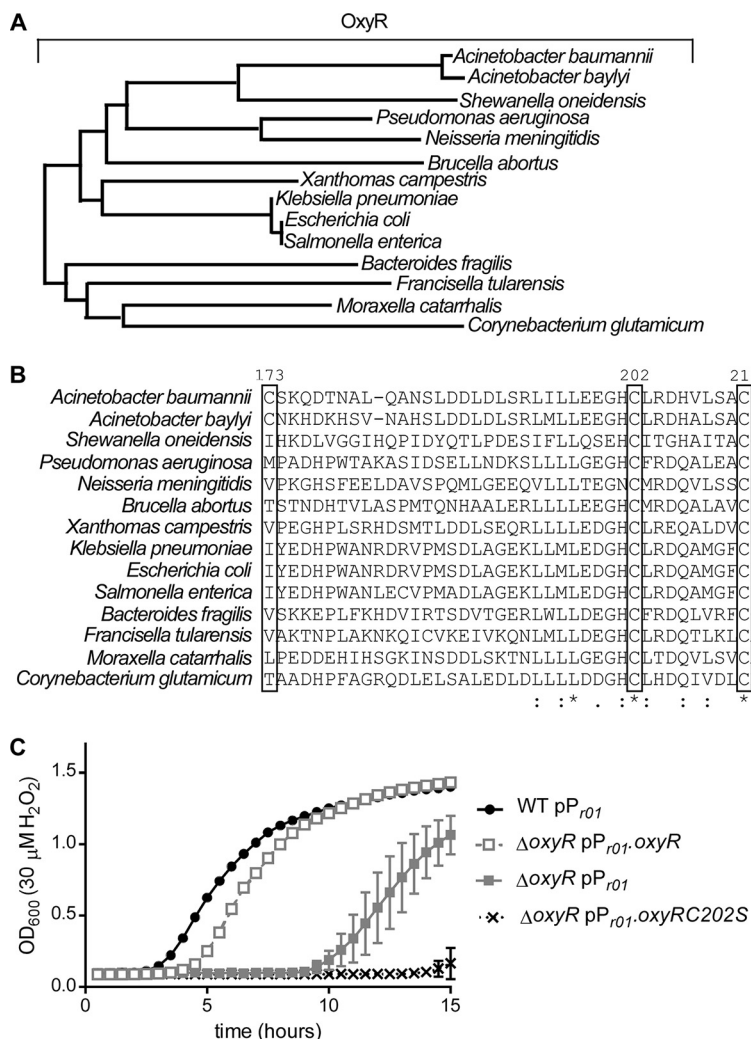 A
OxyR
Acinetobacter baumannii
Acinetobacter baylyi
Shewanella oneidensis
Pseudomonas aeruginosa
Neisseria meningitidis
Brucella abortus
Xanthomas campestris
Klebsiella pneumoniae
Escherichia coli
Salmonella enterica
Bacteroides fragilis
Francisella tularensis
Moraxella catarrhalis
Corynebacterium glutamicum
B
173 202 21
Acinetobacter baumannii CSKQDTNAL-QANSLDDLDLSRLILLEEGHCLRDHVLSAC
Acinetobacter baylyi CNKHDKHSV-NAHSLDDLDLSRLMLLEEGHCLRDHVLSAC
Shewanella oneidensis IHKDLVGGIHQPIDYQTLPDESIFLLQSEHCITGHAITAC
Pseudomonas aeruginosa MPADHPWTAKASIDSELLNDKSLLLLGEGHCFRDQALEAC
Neisseria meningitidis VPKGHSFEELDAVSPQMLGEEQVLLLTEGNCMRDQVLSSC
Brucella abortus TSTNDHTVLASPMTQNHAALERLLLLEEGHCMRDQALAVC
Xanthomas campestris VPEGHPLSRHDSMTLDDLSEQRLLLLEDGHCLREQALDVC
Klebsiella pneumoniae IYEDHPWANRDRVPMSDLAGEKLLMLEDGHCLRDQAMGFC
Escherichia coli IYEDHPWANRDRVPMADLAGEKLLMLEDGHCLRDQAMGFC
Salmonella enterica IYEDHPWANLECVPMADLAGEKLLMLEDGHCLRDQAMGFC
Bacteroides fragilis VSKKEPLFKHDVIRTSDVTGERLWLLDEGHCFRDQLVRFC
Francisella tularensis VAKTNPLAKNKQICVKEIVKQNLMLLDEGHCLRDQTLKLC
Moraxella catarrhalis LPEDDEHIHSGKINSDDLSKTNLLLLGEGHCLTDQVLSVC
Corynebacterium glutamicum TAADHPFAGRQDLELSALEDLDLLLLDDGHCLHDQIVDLC
: :* . :*: : : *
C
1.5
1.0
0.5
0.0
OD600 (30 µM H2O2)
0 5 10 15
time (hours)
WT pPr01
ΔoxyR pPr01.oxyR
ΔoxyR pPr01
ΔoxyR pPr01.oxyRC202S